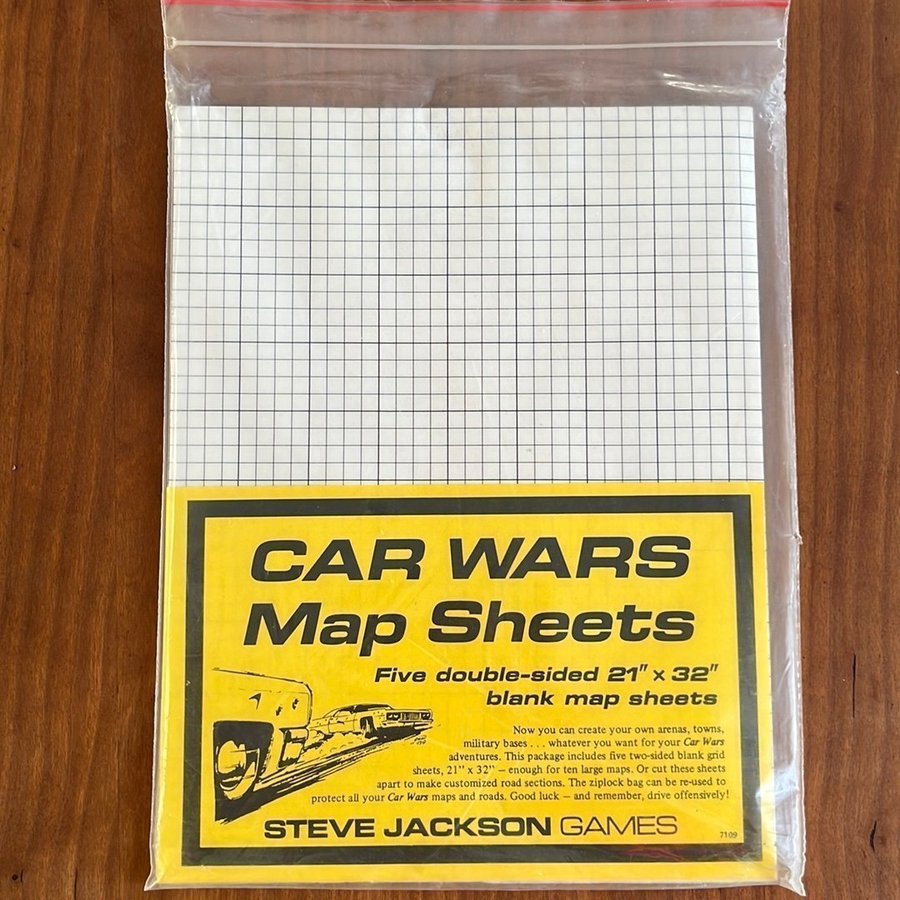 CAR WARS
Map Sheets
Five double-sided 21" x 32"
blank map sheets
Now you can create your own arenas, towns,
military bases . . . whatever you want for your Car Wars
adventures. This package includes five two-sided blank grid
sheets, 21" x 32" – enough for ten large maps. Or cut these sheets
apart to make customized road sections. The ziplock bag can be re-used to
protect all your Car Wars maps and roads. Good luck – and remember, drive offensively!
STEVE JACKSON GAMES
7109